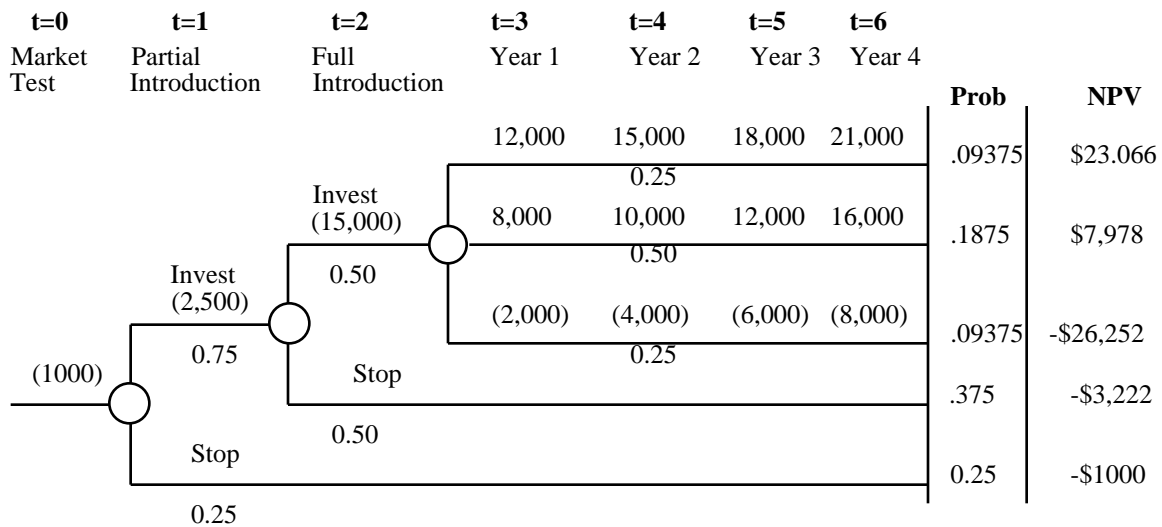 t=0 t=1 t=2 t=3 t=4 t=5 t=6
Market Partial Full Year 1 Year 2 Year 3 Year 4
Test Introduction Introduction
Prob NPV
12,000 15,000 18,000 21,000
.09375 $23.066
0.25
Invest
(15,000) 8,000 10,000 12,000 16,000
.1875 $7,978
0.50
0.50
Invest
(2,500) (2,000) (4,000) (6,000) (8,000)
.09375 -$26,252
0.75 0.25
(1000) Stop
.375 -$3,222
0.50
Stop
0.25 -$1000
0.25